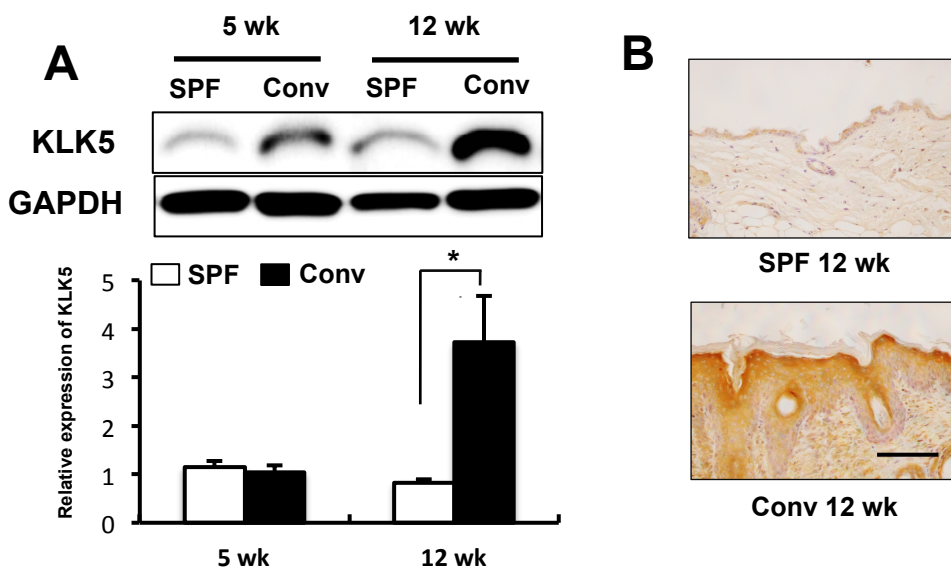 A
5 wk
12 wk
SPF
Conv
SPF
Conv
KLK5
GAPDH
Relative expression of KLK5
SPF
Conv
*
5
4
3
2
1
0
5 wk
12 wk
B
SPF 12 wk
Conv 12 wk